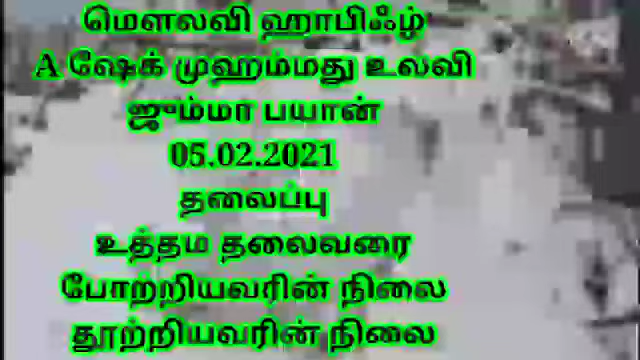 மௌலவி ஹாபிஃழ்
A ஷேக் முஹம்மது உலவி
ஜும்மா பயான்
05.02.2021
தலைப்பு
உத்தம தலைவரை
போற்றியவரின் நிலை
தூற்றியவரின் நிலை